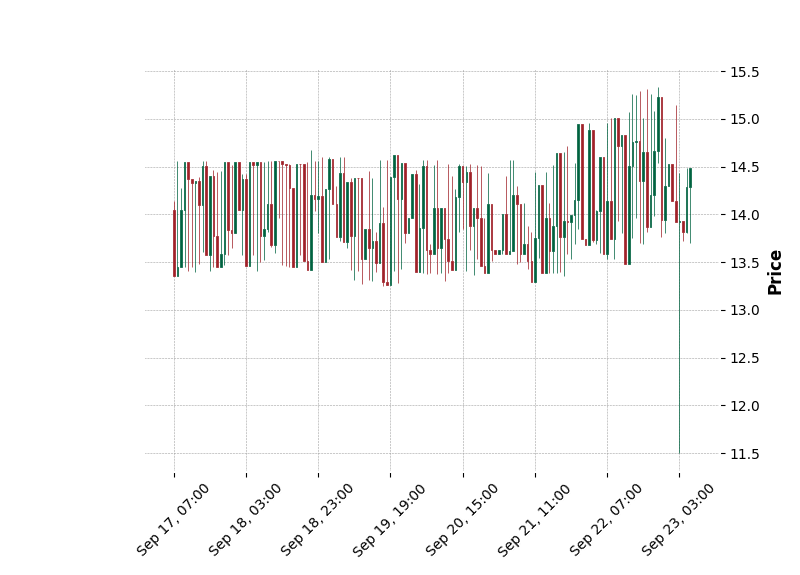 15.5
15.0
14.5
14.0
13.5
13.0
12.5
12.0
11.5
Price
Sep 17, 07:00
Sep 18, 03:00
Sep 18, 23:00
Sep 19, 19:00
Sep 20, 15:00
Sep 21, 11:00
Sep 22, 07:00
Sep 23, 03:00